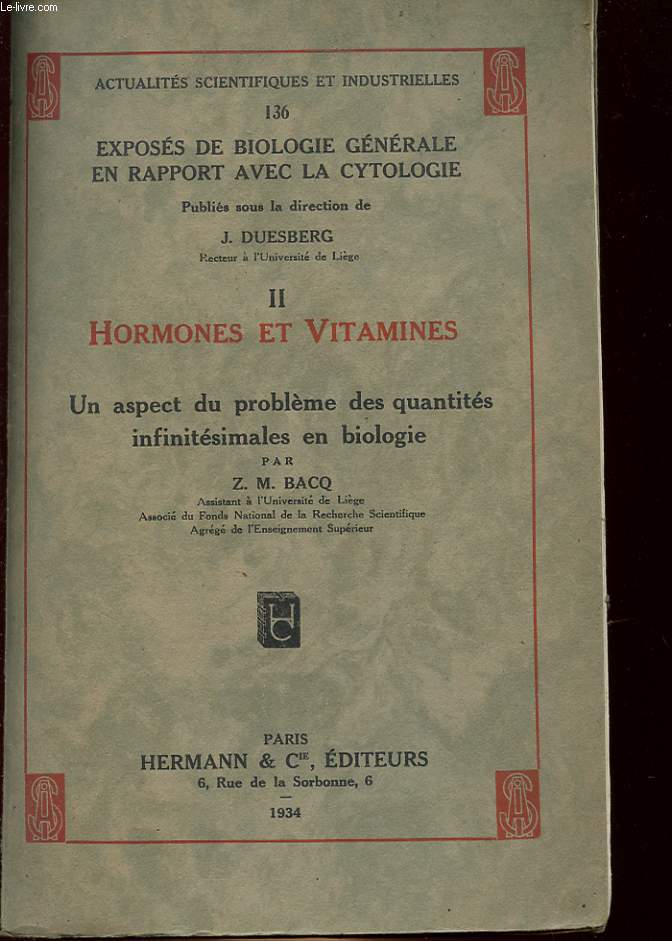 Le-livre.com
ACTUALITÉS SCIENTIFIQUES ET INDUSTRIELLES
136
EXPOSÉS DE BIOLOGIE GÉNÉRALE
EN RAPPORT AVEC LA CYTOLOGIE
Publiés sous la direction de
J. DUESBERG
Recteur à l'Université de Liège
II
HORMONES ET VITAMINES
Un aspect du problème des quantités
infinitésimales en biologie
PAR
Z. M. BACQ
Assistant à l'Université de Liège
Associé du Fonds National de la Recherche Scientifique
Agrégé de l'Enseignement Supérieur
HC
PARIS
HERMANN & CIE, ÉDITEURS
6, Rue de la Sorbonne, 6
1934